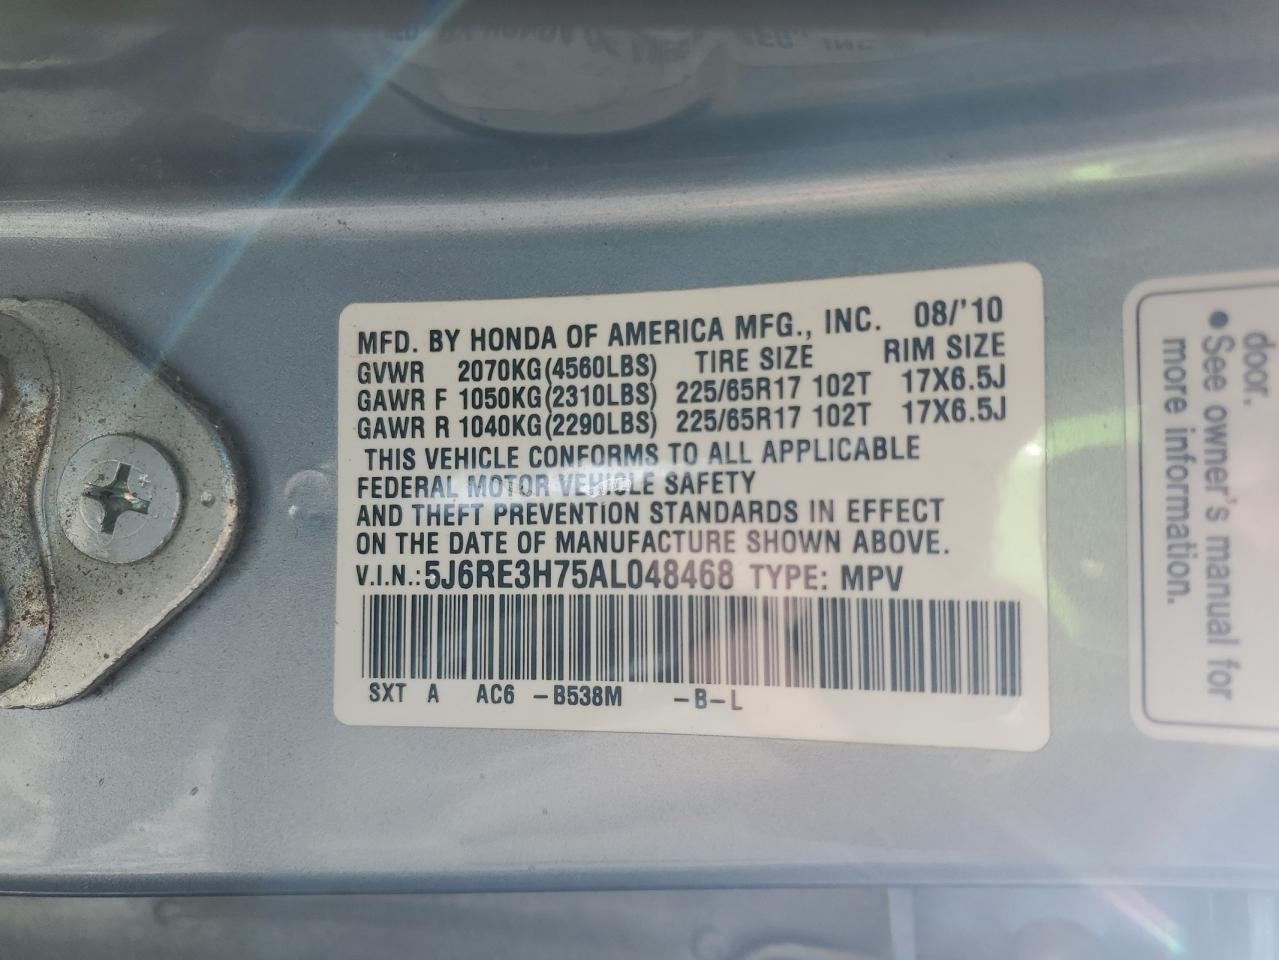 MFD. BY HONDA OF AMERICA MFG., INC. 08/'10
GVWR 2070KG(4560LBS) TIRE SIZE RIM SIZE
GAWR F 1050KG(2310LBS) 225/65R17 102T 17X6.5J
GAWR R 1040KG(2290LBS) 225/65R17 102T 17X6.5J
THIS VEHICLE CONFORMS TO ALL APPLICABLE
FEDERAL MOTOR VEHICLE SAFETY
AND THEFT PREVENTION STANDARDS IN EFFECT
ON THE DATE OF MANUFACTURE SHOWN ABOVE.
V.I.N.: 5J6RE3H75AL048468 TYPE: MPV
SXT A AC6 -B538M -B-L
door.
• See owner's manual for
more information.